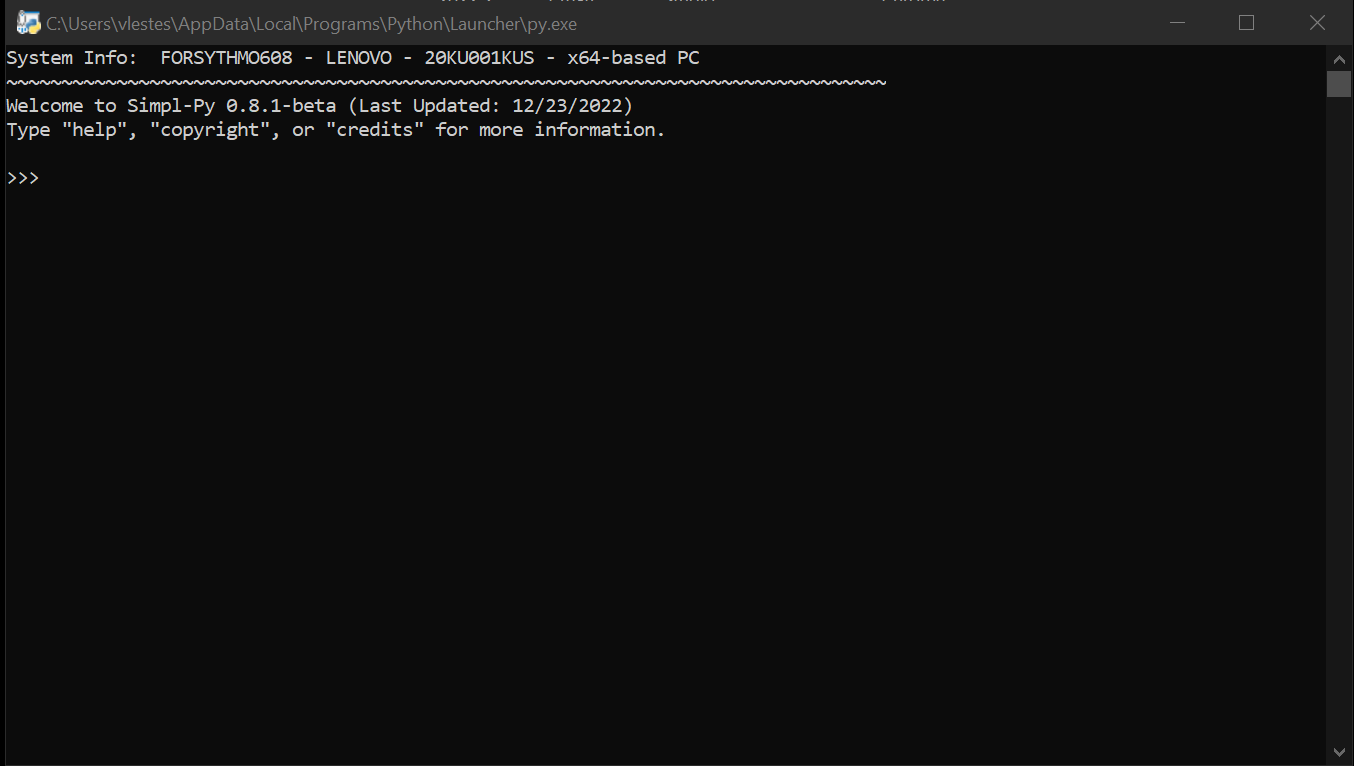 C:\Users\vlestes\AppData\Local\Programs\Python\Launcher\py.exe
System Info:  FORSYTHMO608 - LENOVO - 20KU001KUS - x64-based PC
~~~~~~~~~~~~~~~~~~~~~~~~~~~~~~~~~~~~~~~~~~~~~~~~~~~~~~~~~~~~~~~~~~~~~~~~~~~~~~~~
Welcome to Simpl-Py 0.8.1-beta (Last Updated: 12/23/2022)
Type "help", "copyright", or "credits" for more information.
>>>